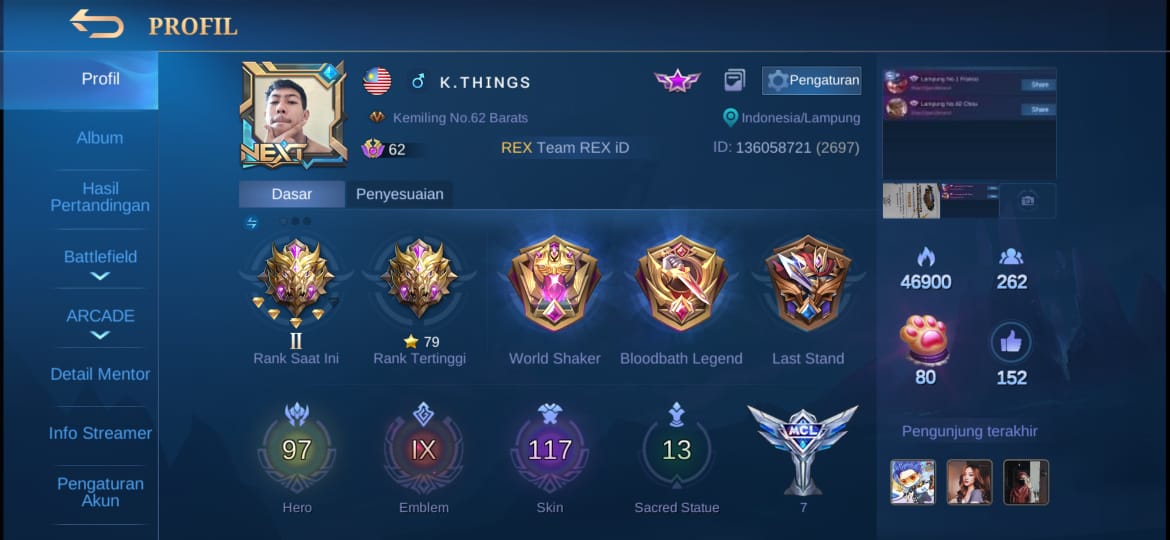 PROFIL
Profil
Album
Hasil
Pertandingan
Battlefield
ARCADE
Detail Mentor
Info Streamer
Pengaturan
Akun
NEXT
K.THINGS
Pengaturan
Kemiling No.62 Barats
Indonesia/Lampung
62
REX Team REX iD
ID: 136058721 (2697)
Dasar
Penyesuaian
II
Rank Saat Ini
79
Rank Tertinggi
World Shaker
Bloodbath Legend
Last Stand
97
Hero
IX
Emblem
117
Skin
13
Sacred Statue
MCL
7
Lampung No.1
Share
Lampung No.60 Chou
Share
46900
262
80
152
Pengunjung terakhir